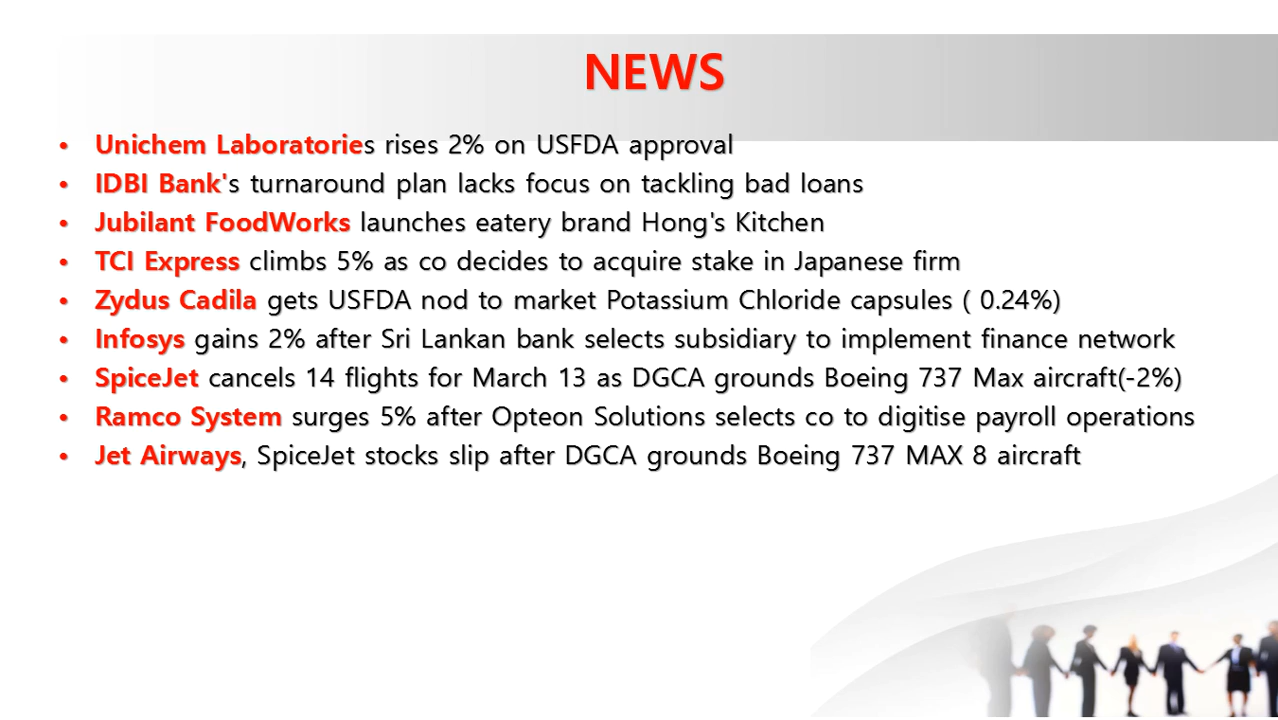 NEWS
• Unichem Laboratories rises 2% on USFDA approval
• IDBI Bank's turnaround plan lacks focus on tackling bad loans
• Jubilant FoodWorks launches eatery brand Hong's Kitchen
• TCI Express climbs 5% as co decides to acquire stake in Japanese firm
• Zydus Cadila gets USFDA nod to market Potassium Chloride capsules ( 0.24%)
• Infosys gains 2% after Sri Lankan bank selects subsidiary to implement finance network
• SpiceJet cancels 14 flights for March 13 as DGCA grounds Boeing 737 Max aircraft(-2%)
• Ramco System surges 5% after Opteon Solutions selects co to digitise payroll operations
• Jet Airways, SpiceJet stocks slip after DGCA grounds Boeing 737 MAX 8 aircraft